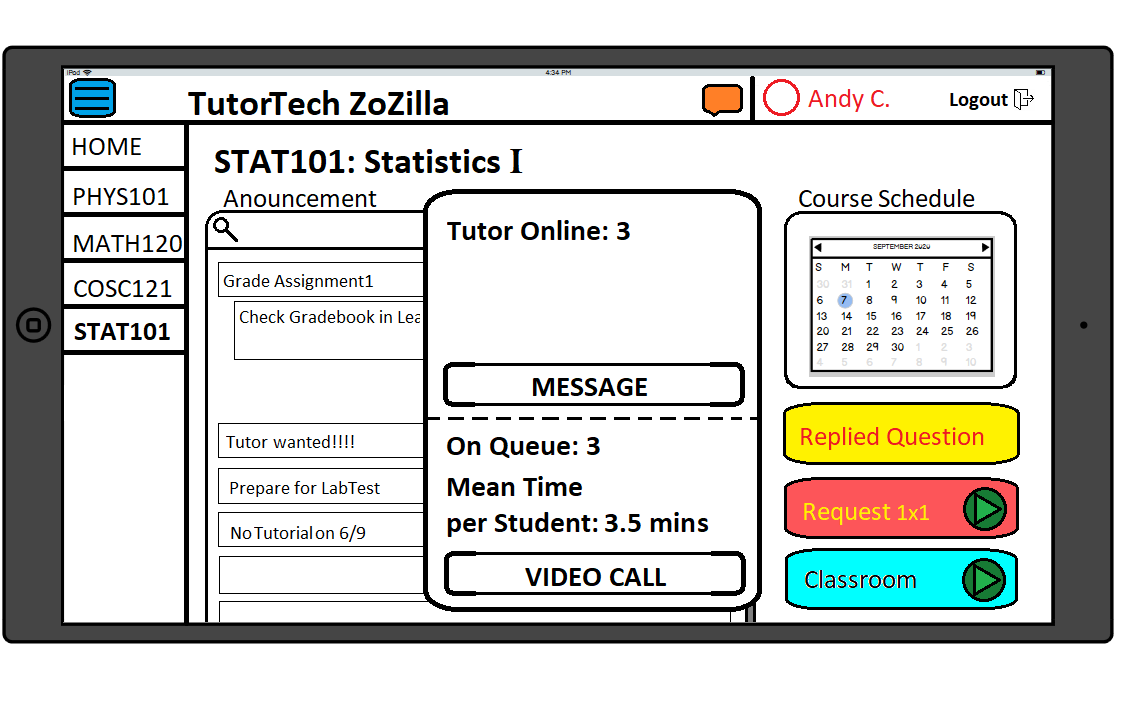 iPod
4:34 PM
TutorTech ZoZilla
Andy C.
Logout
HOME
PHYS101
MATH120
COSC121
STAT101
STAT101: Statistics I
Anouncement
Grade Assignment1
Check Gradebook in Lea
Tutor wanted!!!!
Prepare for LabTest
No Tutorial on 6/9
Tutor Online: 3
MESSAGE
On Queue: 3
Mean Time
per Student: 3.5 mins
VIDEO CALL
Course Schedule
SEPTEMBER 2020
S M T W T F S
30 31 1 2 3 4 5
6 7 8 9 10 11 12
13 14 15 16 17 18 19
20 21 22 23 24 25 26
27 28 29 30 1 2 3
4 5 6 7 8 9 10
Replied Question
Request 1x1
Classroom